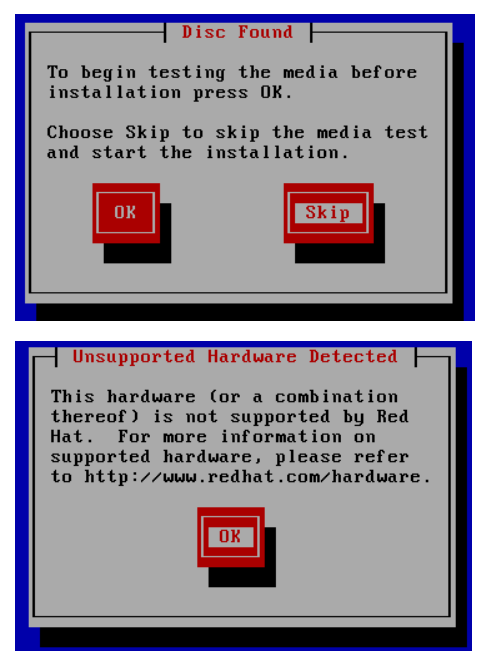 Disc Found
To begin testing the media before
installation press OK.
Choose Skip to skip the media test
and start the installation.
OK Skip
Unsupported Hardware Detected
This hardware (or a combination
thereof) is not supported by Red
Hat.  For more information on
supported hardware, please refer
to http://www.redhat.com/hardware.
OK